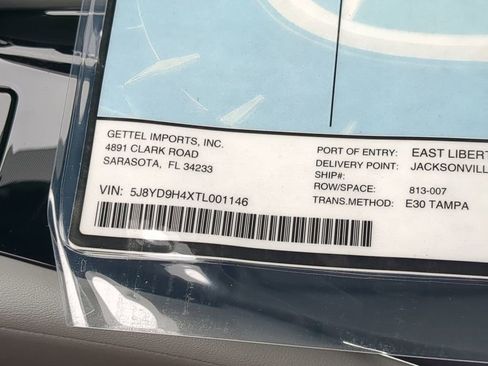 GETTEL IMPORTS, INC.
4891 CLARK ROAD
SARASOTA, FL 34233
PORT OF ENTRY: EAST LIBERT
DELIVERY POINT: JACKSONVILL
SHIP#:
ROW/SPACE: 813-007
TRANS.METHOD: E30 TAMPA
VIN: 5J8YD9H4XTL001146